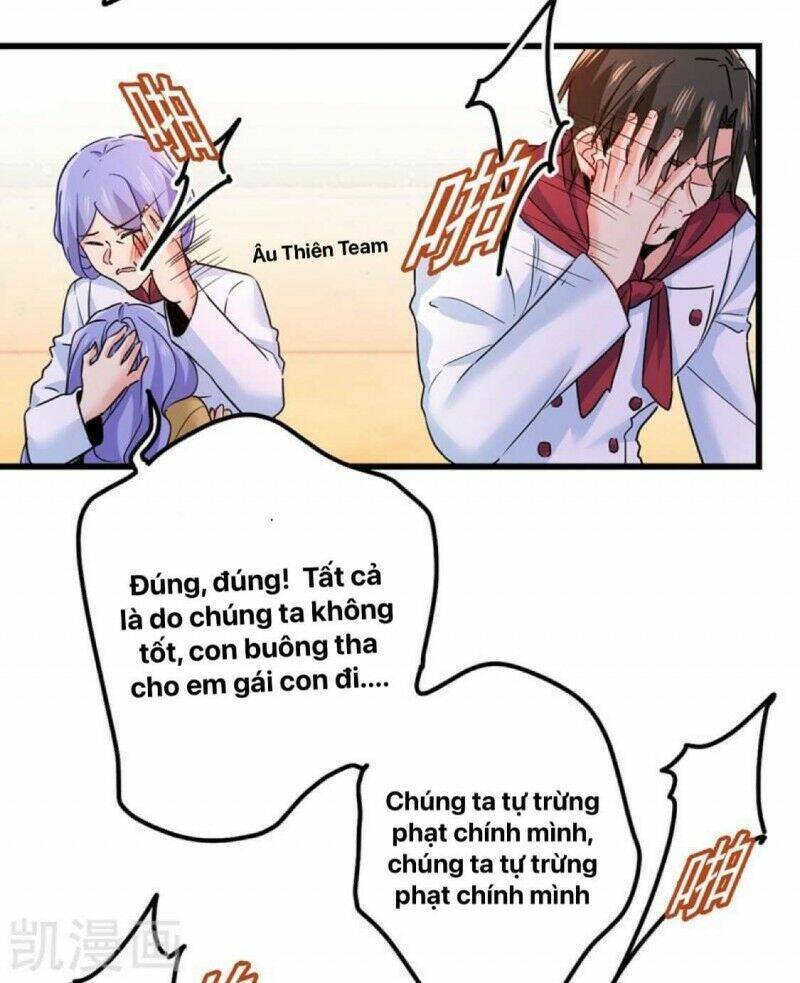 啪
啪
Âu Thiên Team
Đúng, đúng! Tất cả
là do chúng ta không
tốt, con buông tha
cho em gái con đi....
Chúng ta tự trừng
phạt chính mình,
chúng ta tự trừng
phạt chính mình
啪
凯漫画
啪